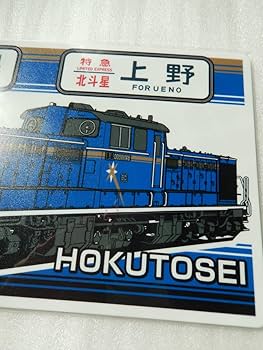 特急
LIMITED EXPRESS
北斗星
上野
FOR UENO
HOKUTOSEI